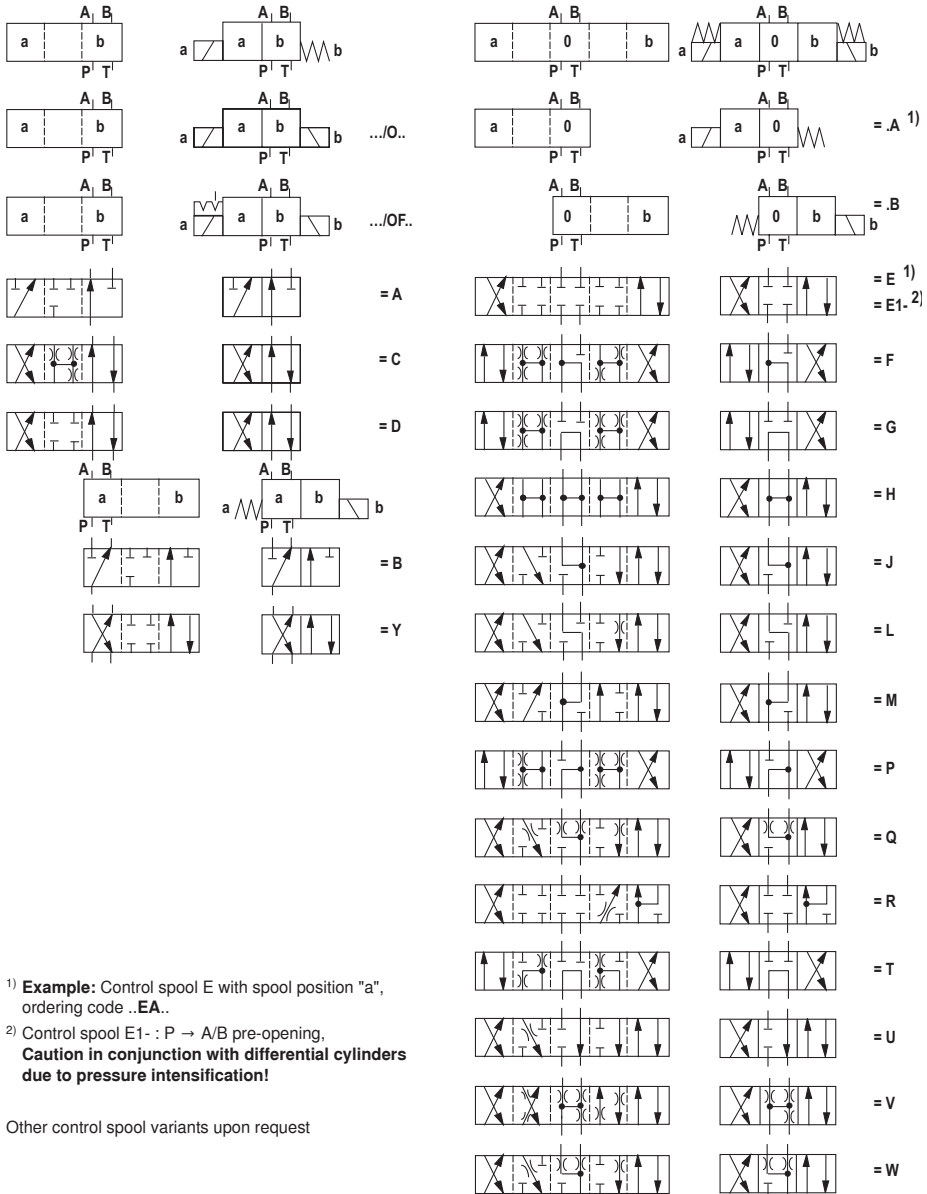 A B
a b
P T
A B
a a b b
P T
A B
a 0 b
P T
A B
a a 0 b b
P T
A B
a b
P T
A B
a a b b .../O..
P T
A B
a 0
P T
A B
a a 0 = .A 1)
P T
A B
a b
P T
A B
a a b b .../OF..
P T
A B
0 b
P T
A B
0 b b = .B
P T
= A
= C
= D
A B
a b
P T
A B
a a b b
P T
= B
= Y
= E 1)
= E1- 2)
= F
= G
= H
= J
= L
= M
= P
= Q
= R
= T
= U
= V
= W
1) Example: Control spool E with spool position "a",
ordering code ..EA..
2) Control spool E1- : P → A/B pre-opening,
Caution in conjunction with differential cylinders
due to pressure intensification!
Other control spool variants upon request